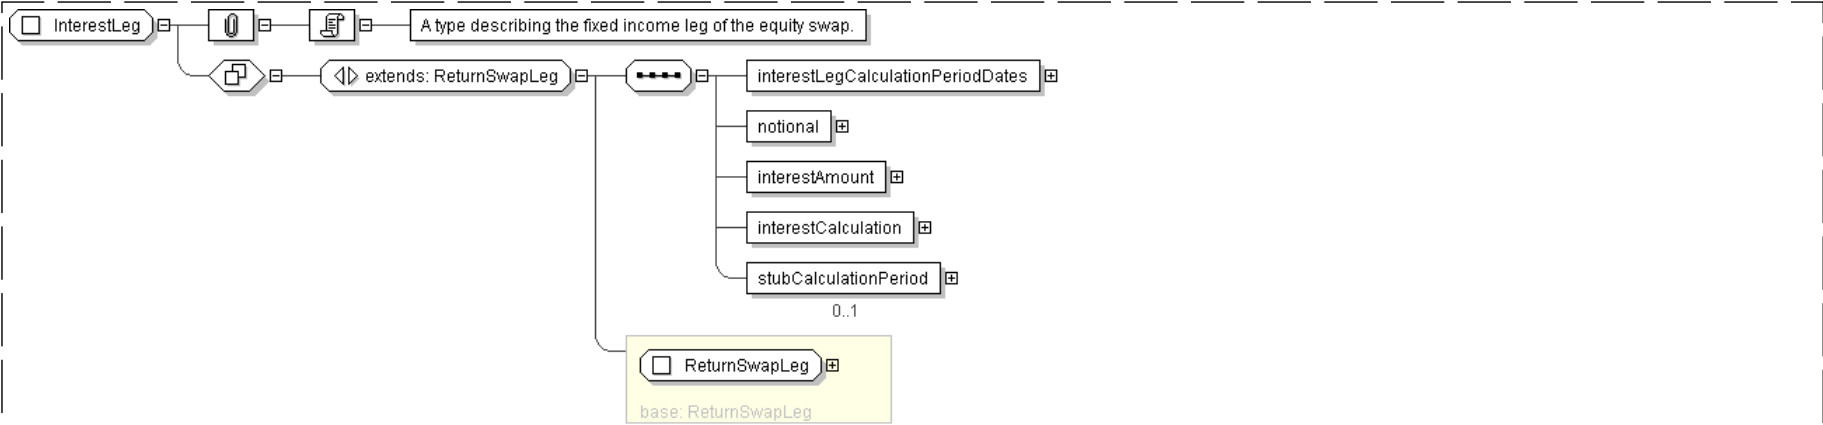 InterestLeg
A type describing the fixed income leg of the equity swap.
extends: ReturnSwapLeg
interestLegCalculationPeriodDates
notional
interestAmount
interestCalculation
stubCalculationPeriod
0..1
ReturnSwapLeg
base: ReturnSwapLeg